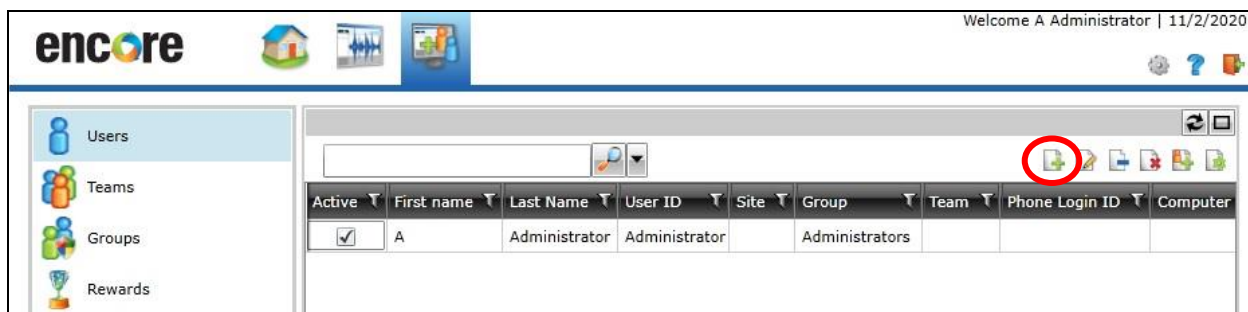 Welcome A Administrator | 11/2/2020
encore
Users
Teams
Groups
Rewards
Active First name Last Name User ID Site Group Team Phone Login ID Computer
A Administrator Administrator Administrators